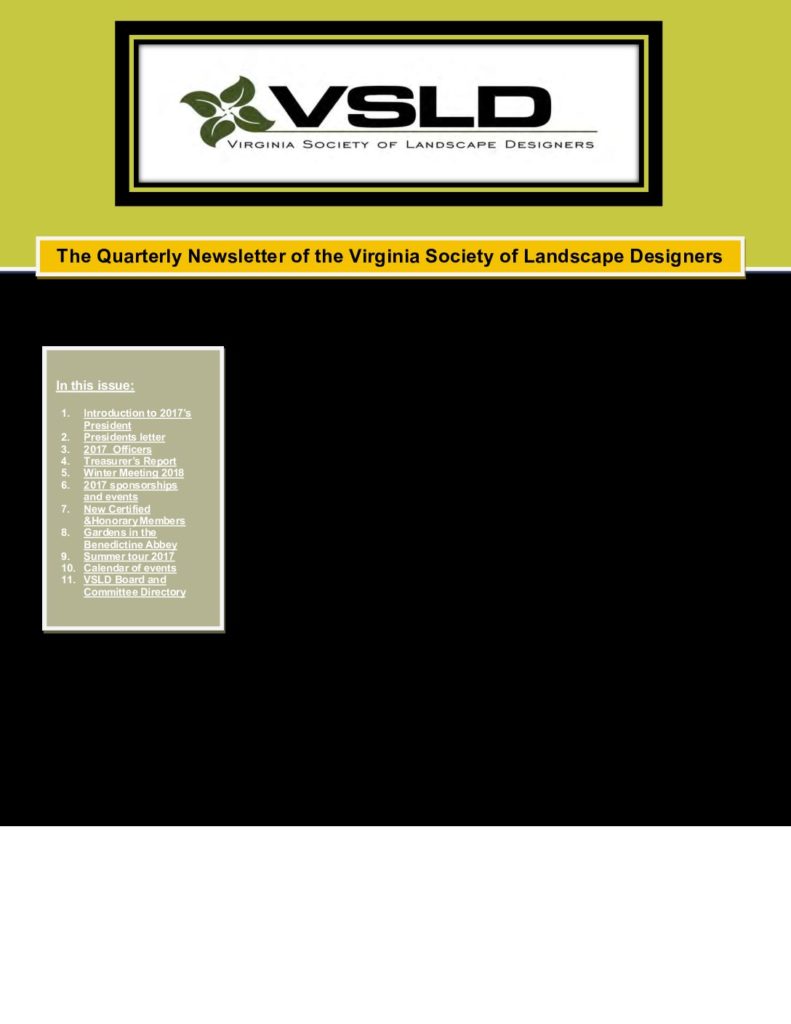 VSLD
VIRGINIA SOCIETY OF LANDSCAPE DESIGNERS
The Quarterly Newsletter of the Virginia Society of Landscape Designers
In this issue:
1. Introduction to 2017's
President
2. Presidents letter
3. 2017 Officers
4. Treasurer's Report
5. Winter Meeting 2018
6. 2017 sponsorships
and events
7. New Certified
&Honorary Members
8. Gardens in the
Benedictine Abbey
9. Summer tour 2017
10. Calendar of events
11. VSLD Board and
Committee Directory